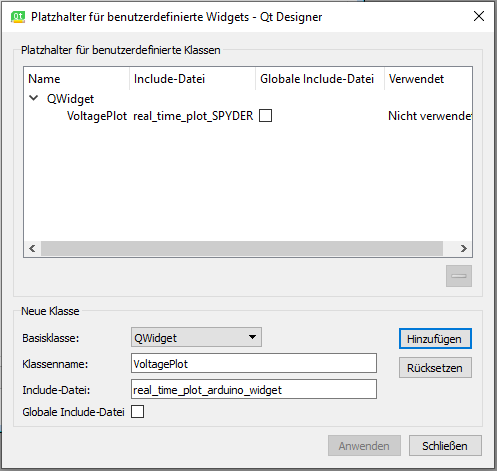 Platzhalter für benutzerdefinierte Widgets - Qt Designer
Platzhalter für benutzerdefinierte Klassen
Name Include-Datei Globale Include-Datei Verwendet
QWidget
VoltagePlot real_time_plot_SPYDER Nicht verwendet
Neue Klasse
Basisklasse: QWidget Hinzufügen
Klassenname: VoltagePlot Rücksetzen
Include-Datei: real_time_plot_arduino_widget
Globale Include-Datei
Anwenden Schließen